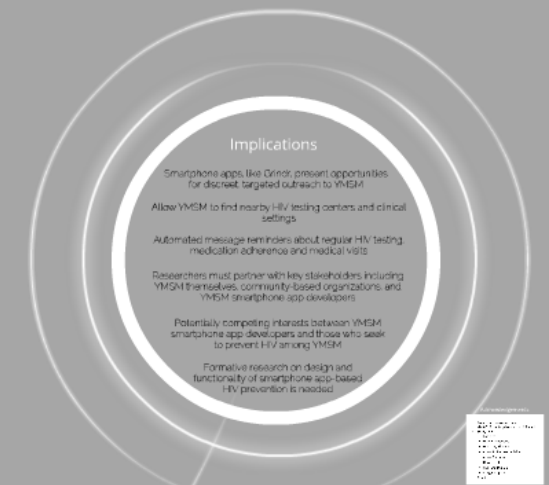 Implications
Smartphone apps, like Grindr, present opportunities
for discreet, targeted outreach to YMSM
Allow YMSM to find nearby HIV testing centers and clinical
settings
Automated message reminders about regular HIV testing,
medication adherence and medical visits
Researchers must partner with key stakeholders including
YMSM themselves, community-based organizations, and
YMSM smartphone app developers
Potentially competing interests between YMSM
smartphone app developers and those who seek
to prevent HIV among YMSM
Formative research on design and
functionality of smartphone app-based
HIV prevention is needed
Acknowledgements